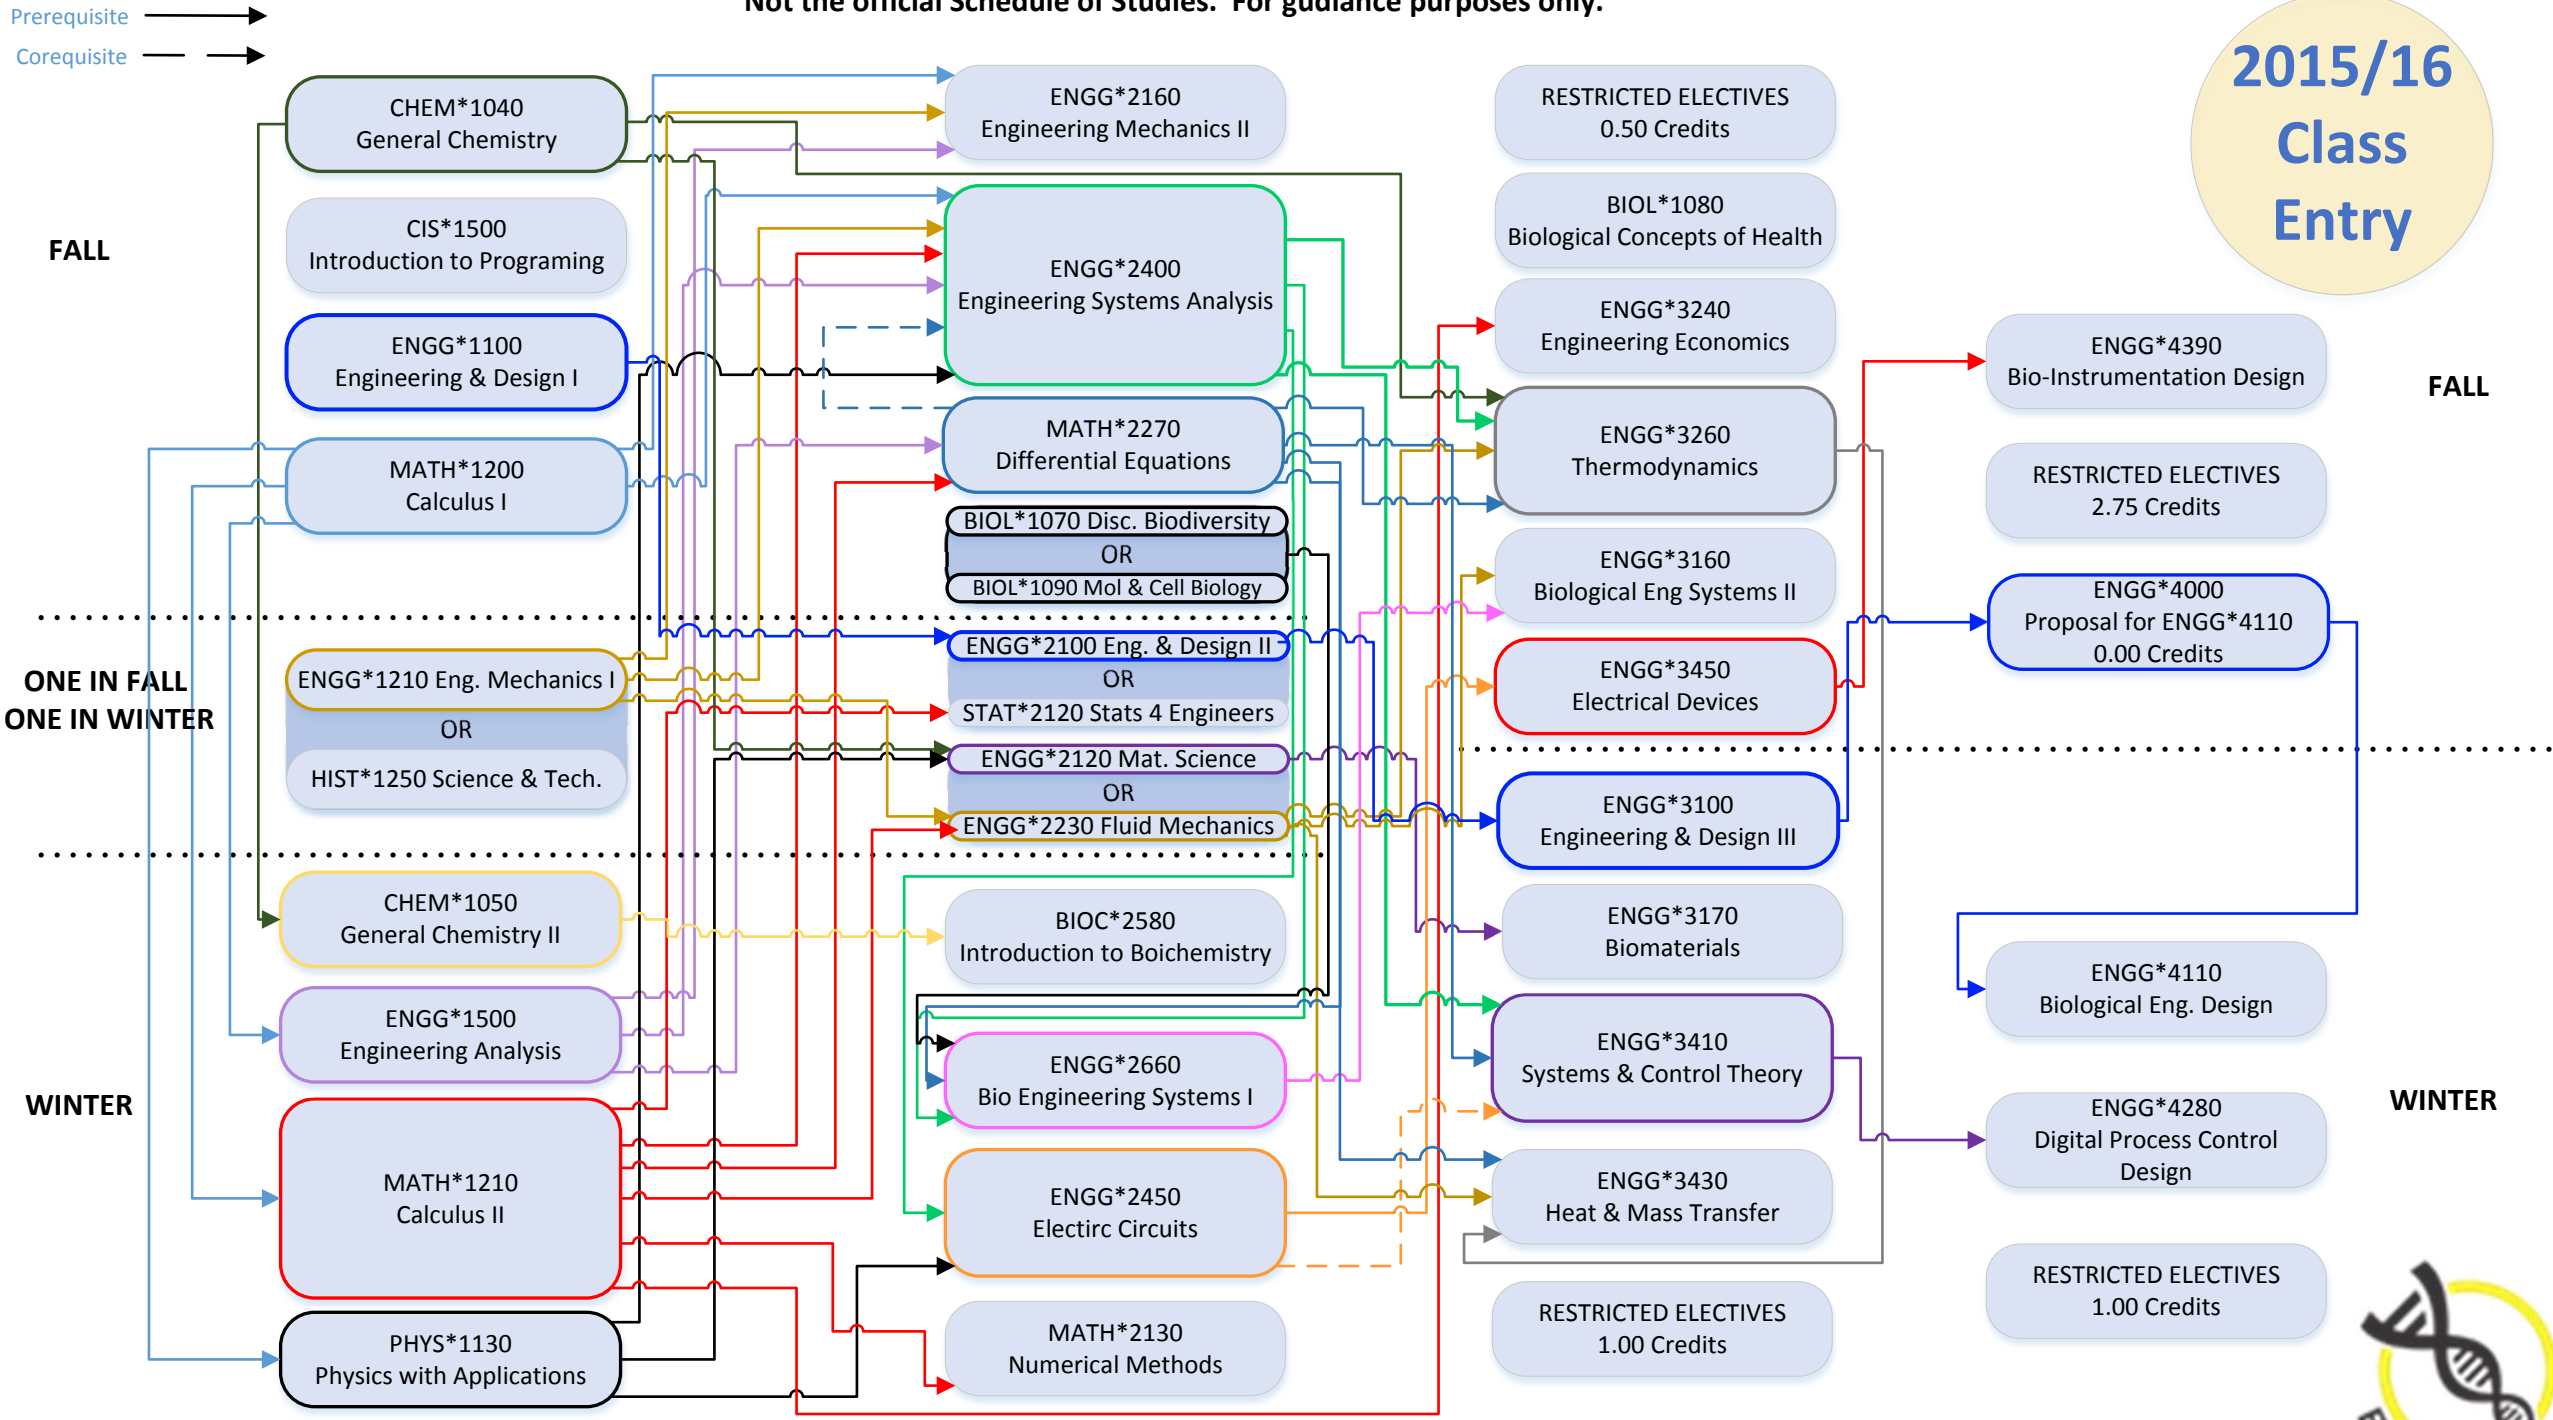 Not the official Schedule of Studies. For gudiance purposes only.
Prerequisite
Corequisite
2015/16
Class
Entry
FALL
CHEM*1040
General Chemistry
CIS*1500
Introduction to Programing
ENGG*1100
Engineering & Design I
MATH*1200
Calculus I
ONE IN FALL
ONE IN WINTER
ENGG*1210 Eng. Mechanics I
OR
HIST*1250 Science & Tech.
WINTER
CHEM*1050
General Chemistry II
ENGG*1500
Engineering Analysis
MATH*1210
Calculus II
PHYS*1130
Physics with Applications
ENGG*2160
Engineering Mechanics II
ENGG*2400
Engineering Systems Analysis
MATH*2270
Differential Equations
BIOL*1070 Disc. Biodiversity
OR
BIOL*1090 Mol & Cell Biology
ENGG*2100 Eng. & Design II
OR
STAT*2120 Stats 4 Engineers
ENGG*2120 Mat. Science
OR
ENGG*2230 Fluid Mechanics
BIOC*2580
Introduction to Boichemistry
ENGG*2660
Bio Engineering Systems I
ENGG*2450
Electirc Circuits
MATH*2130
Numerical Methods
RESTRICTED ELECTIVES
0.50 Credits
BIOL*1080
Biological Concepts of Health
ENGG*3240
Engineering Economics
ENGG*3260
Thermodynamics
ENGG*3160
Biological Eng Systems II
ENGG*3450
Electrical Devices
ENGG*3100
Engineering & Design III
ENGG*3170
Biomaterials
ENGG*3410
Systems & Control Theory
ENGG*3430
Heat & Mass Transfer
RESTRICTED ELECTIVES
1.00 Credits
ENGG*4390
Bio-Instrumentation Design
RESTRICTED ELECTIVES
2.75 Credits
ENGG*4000
Proposal for ENGG*4110
0.00 Credits
ENGG*4110
Biological Eng. Design
ENGG*4280
Digital Process Control
Design
RESTRICTED ELECTIVES
1.00 Credits
FALL
WINTER